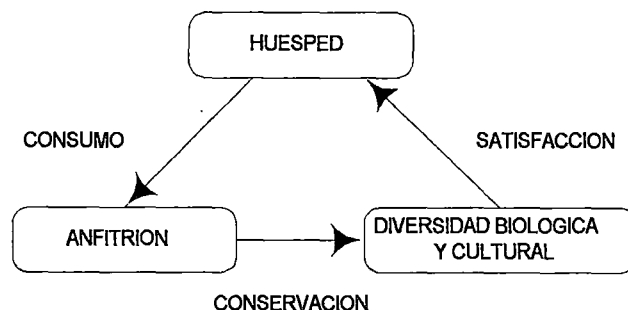 HUESPED
CONSUMO
SATISFACCION
ANFITRION
DIVERSIDAD BIOLOGICA
Y CULTURAL
CONSERVACION